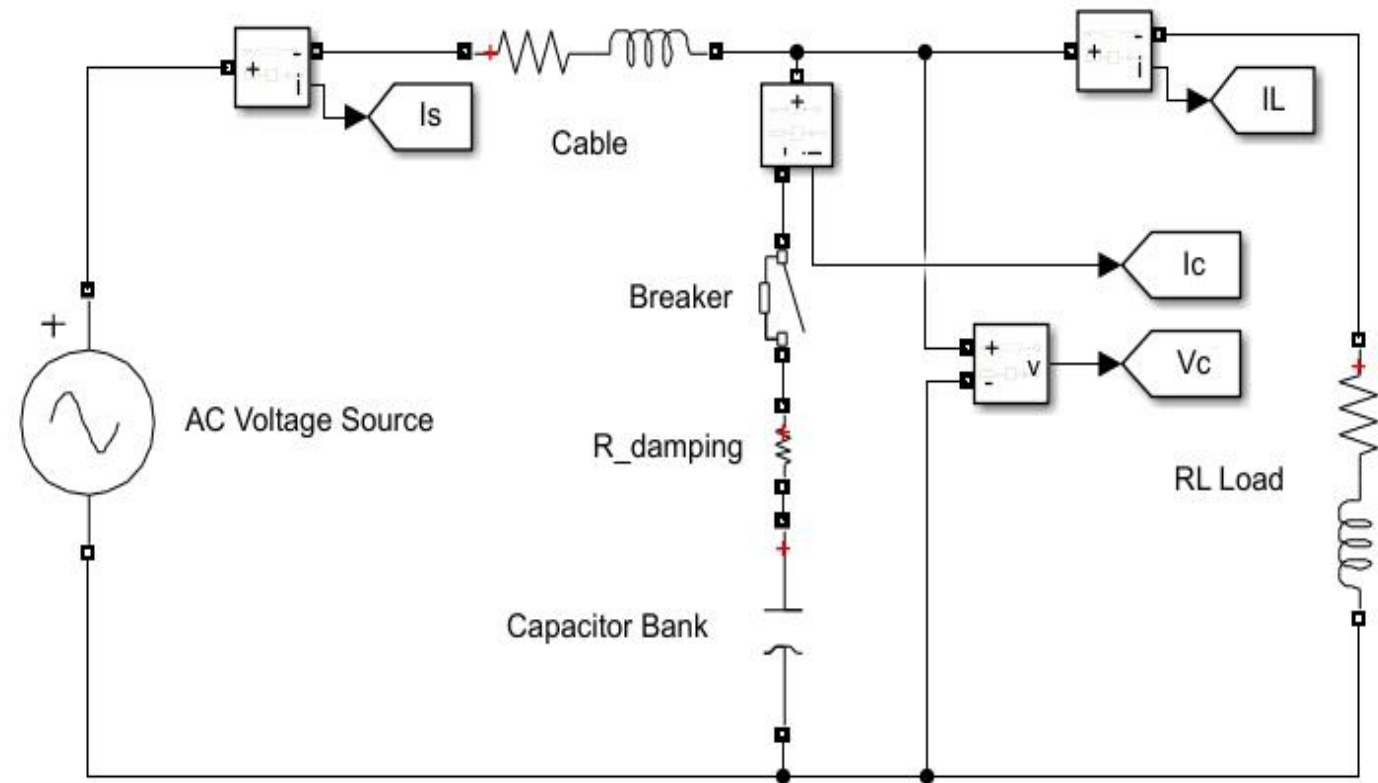 Is
IL
Cable
Ic
Breaker
Vc
AC Voltage Source
R_damping
RL Load
Capacitor Bank
+
-
i
+
-
i
+
-
i
+
-
v
+
+
+
+
+